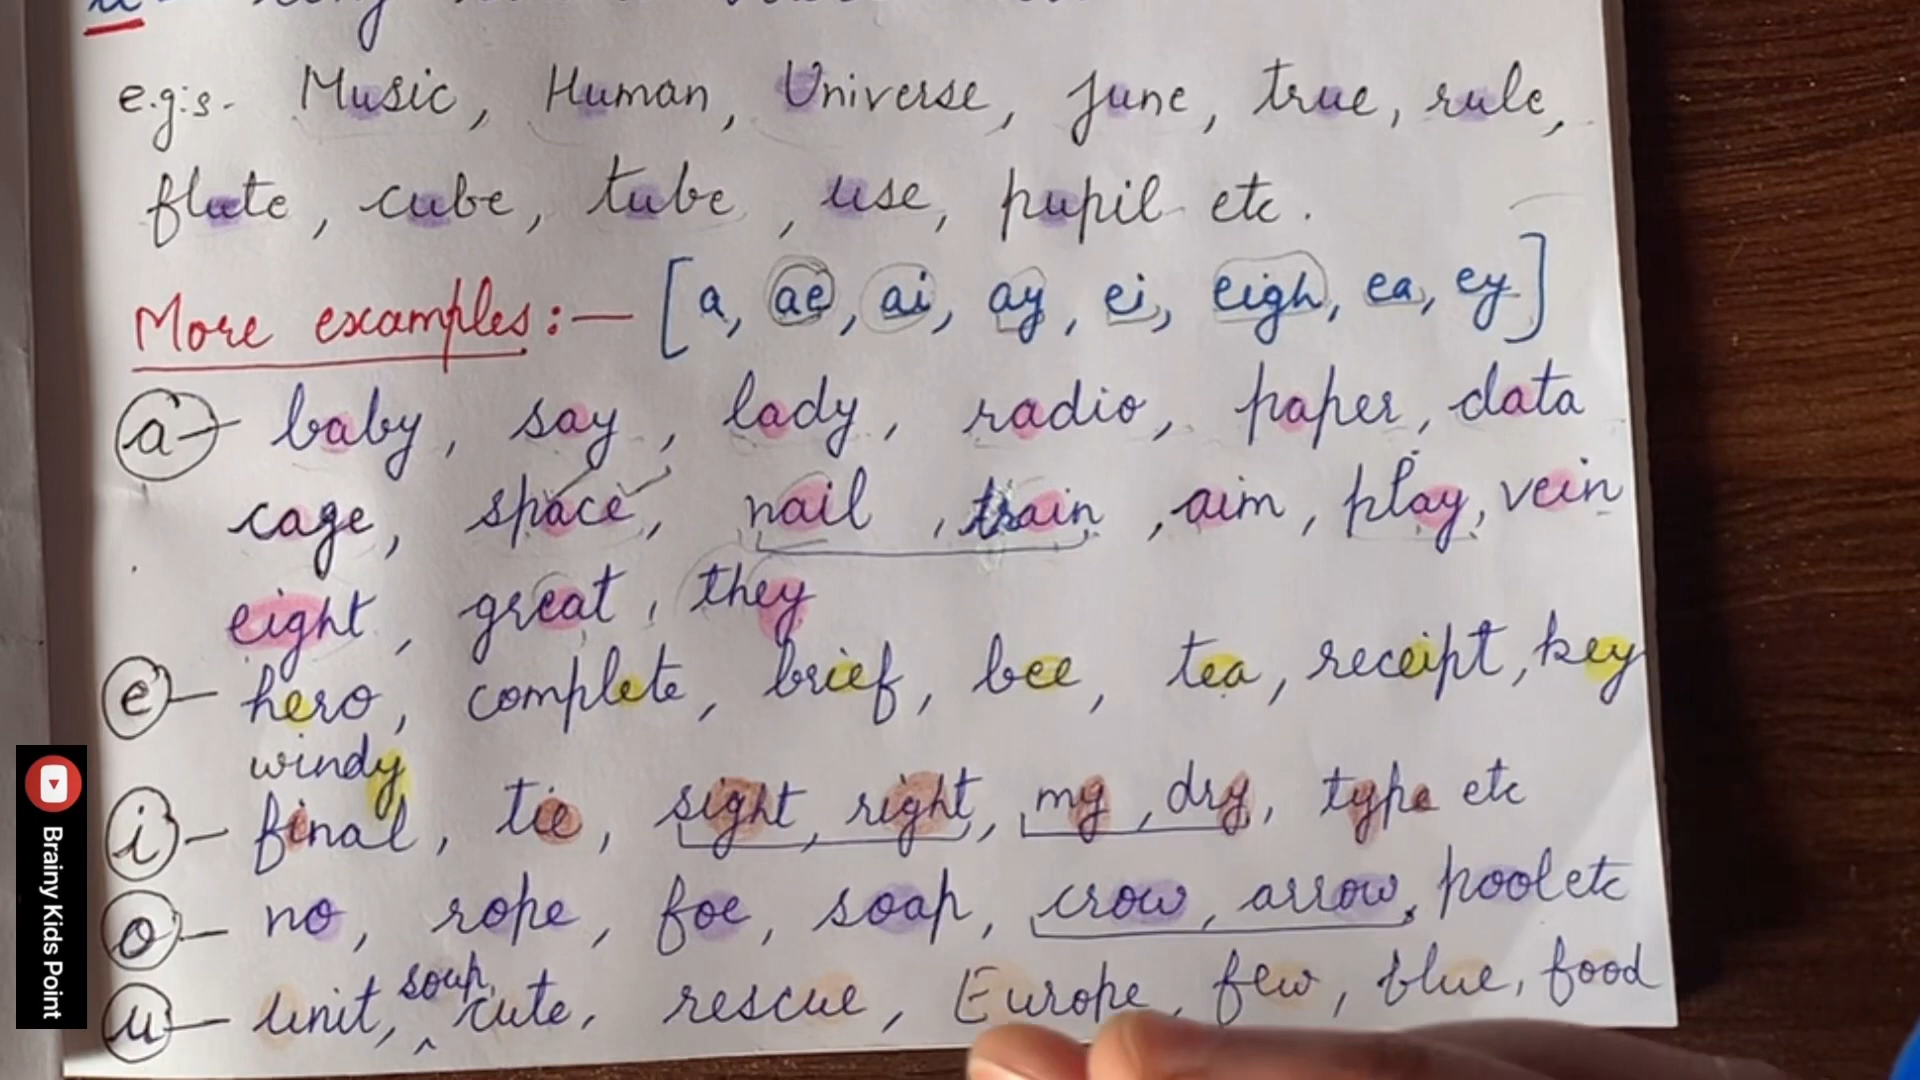 e.g:s- Music, Human, Universe, June, true, rule,
flute, cube, tube, use, pupil etc.
More examples:- [a, ae, ai, ay, ei, eigh, ea, ey]
a - baby, say, lady, radio, paper, data
cage, space, nail, train, aim, play, vein
eight, great, they
e - hero, complete, brief, bee, tea, receipt, key
windy
i - final, tie, sight, right, my, dry, type etc
o - no, rope, foe, soap, crow, arrow, pool etc
u - unit, soup, cute, rescue, Europe, few, blue, food
Brainy Kids Point